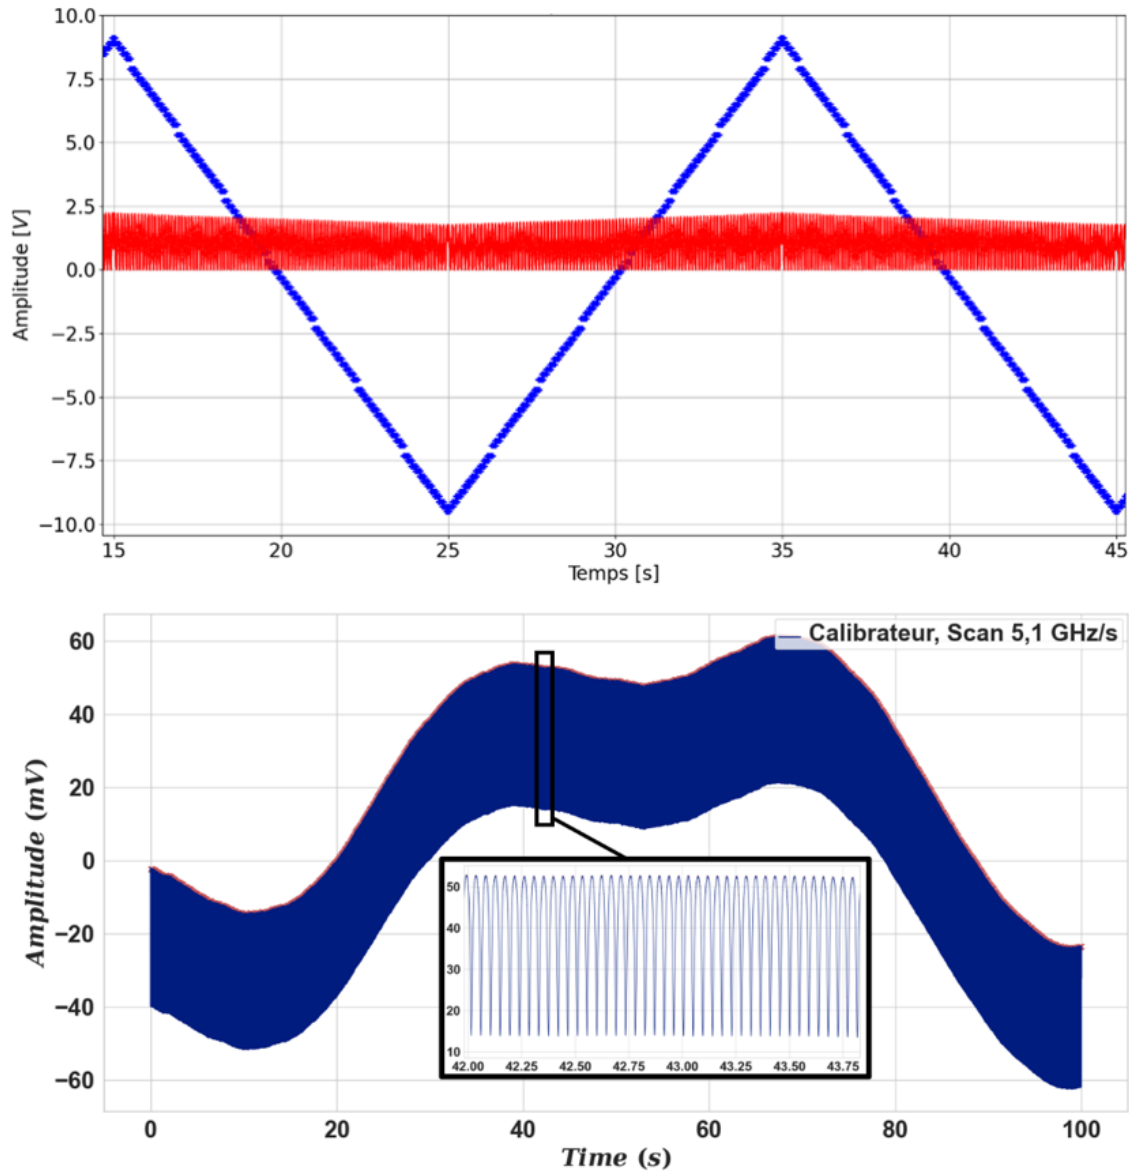 10.0
7.5
5.0
2.5
0.0
−2.5
−5.0
−7.5
−10.0
Amplitude [V]
15 20 25 30 35 40 45
Temps [s]
Calibrateur, Scan 5,1 GHz/s
60
40
20
0
−20
−40
−60
Amplitude (mV)
50
40
30
20
10
42.00 42.25 42.50 42.75 43.00 43.25 43.50 43.75
0 20 40 60 80 100
Time (s)